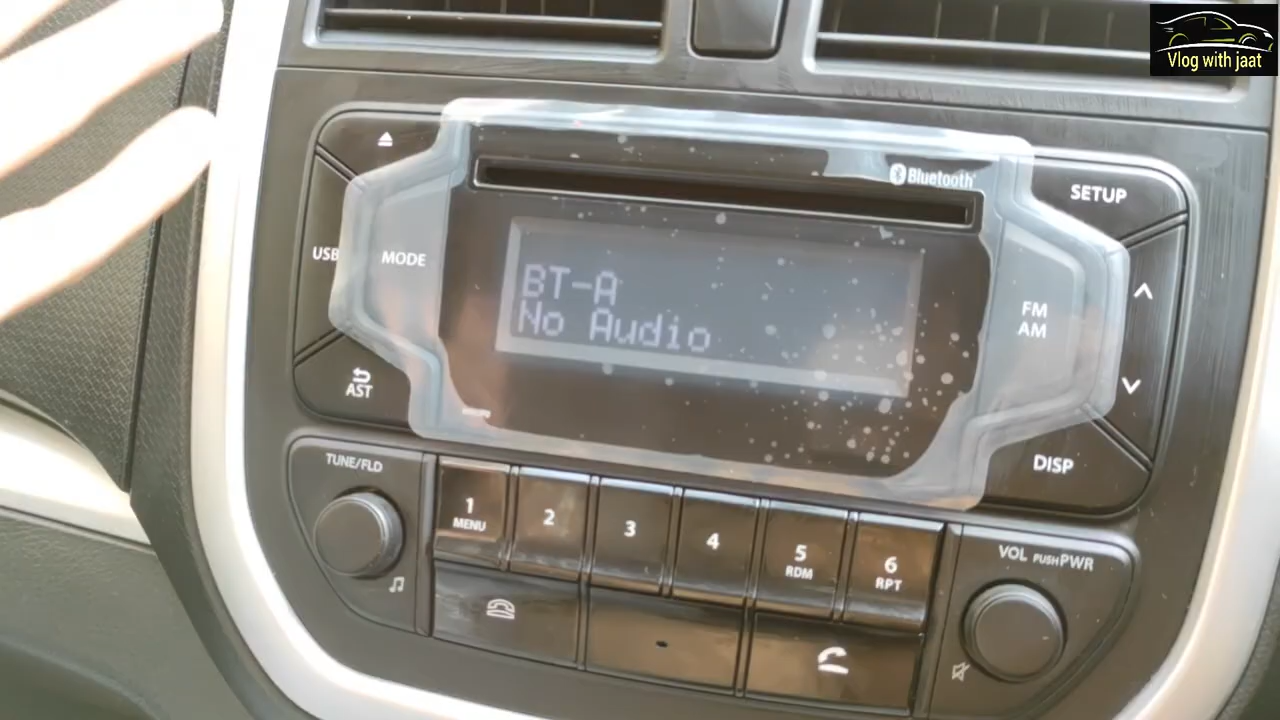 Vlog with jaat
Bluetooth
SETUP
USB
MODE
BT-A
No Audio
FM
AM
AST
DISP
TUNE/FLD
1
MENU
2
3
4
5
RDM
6
RPT
VOL PUSH PWR